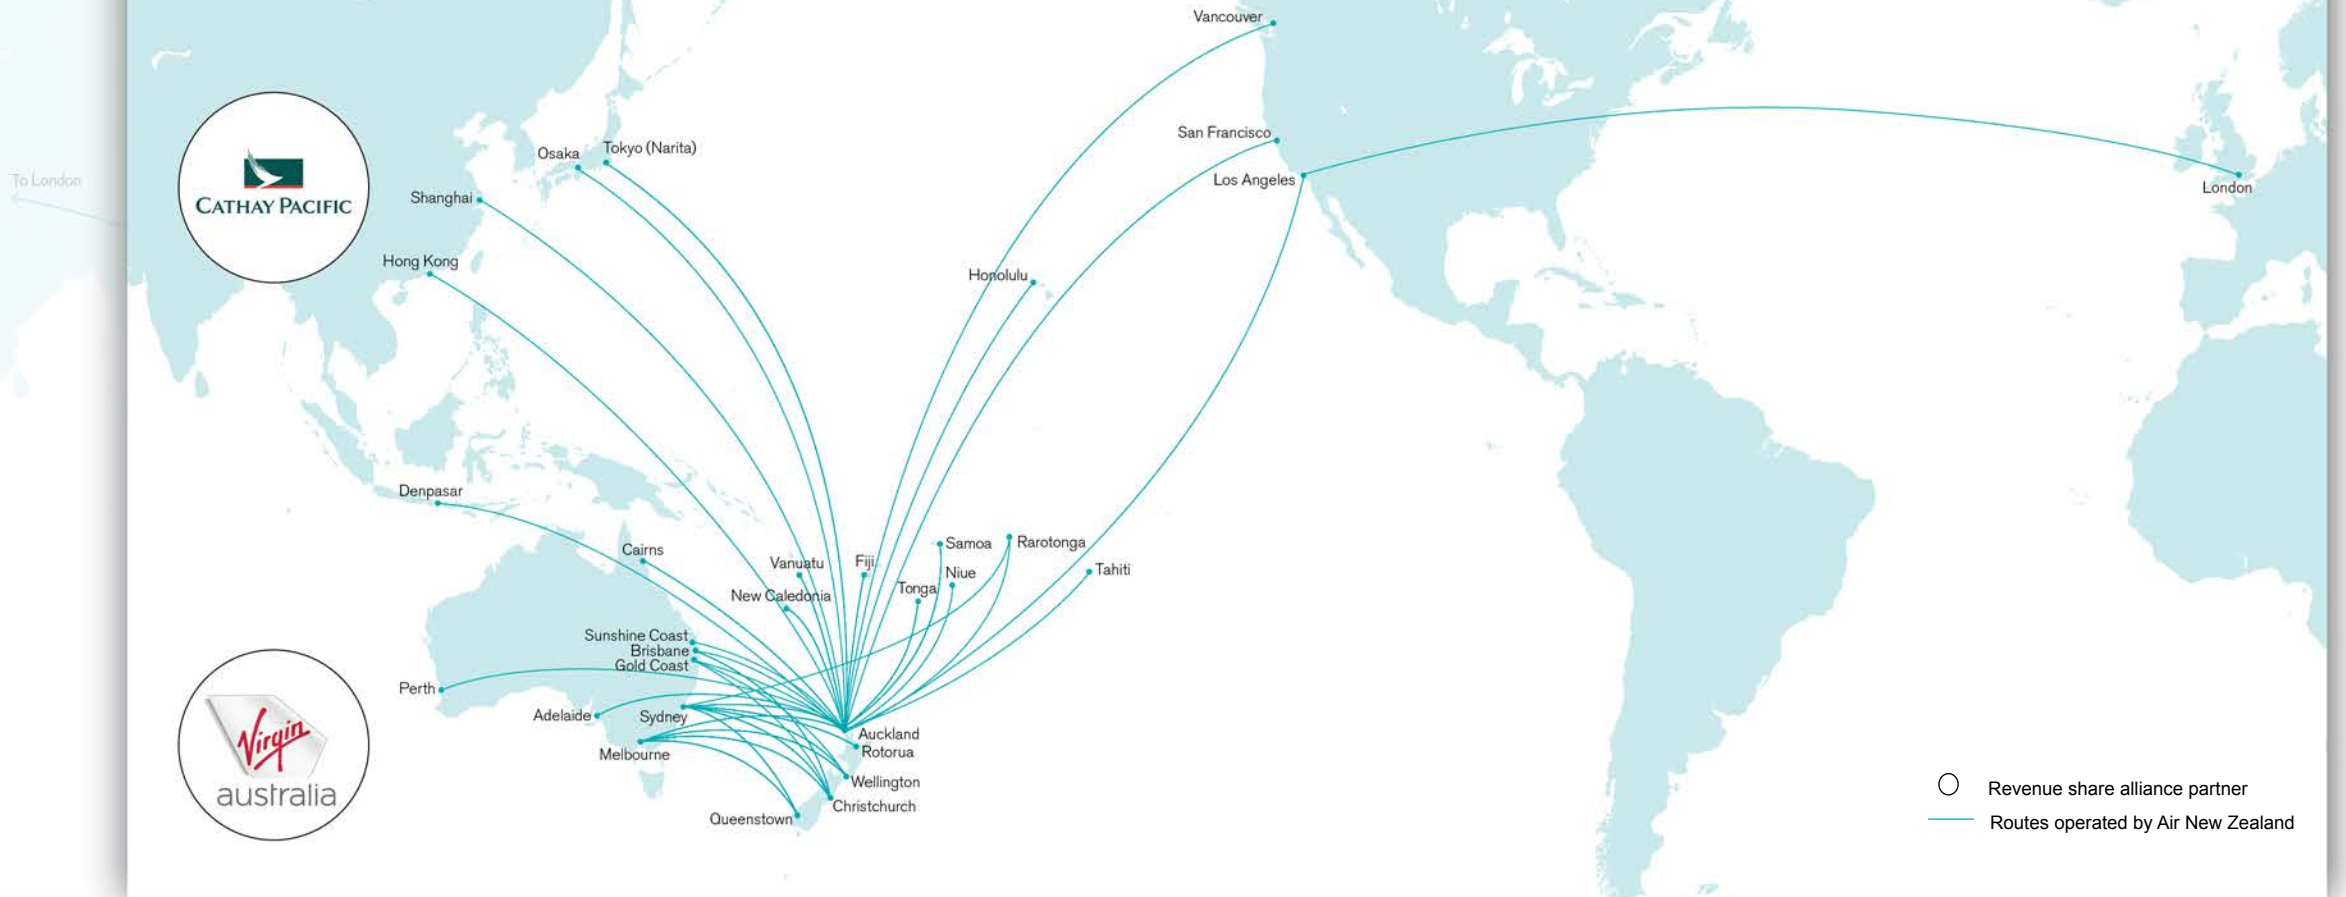 Vancouver
San Francisco
Los Angeles
London
To London
CATHAY PACIFIC
Osaka
Tokyo (Narita)
Shanghai
Hong Kong
Honolulu
Denpasar
Cairns
Vanuatu
Fiji
Samoa
Rarotonga
Niue
Tahiti
New Caledonia
Tonga
Sunshine Coast
Brisbane
Gold Coast
Perth
Adelaide
Sydney
Melbourne
Auckland
Rotorua
Wellington
Christchurch
Queenstown
Virgin
australia
Revenue share alliance partner
Routes operated by Air New Zealand